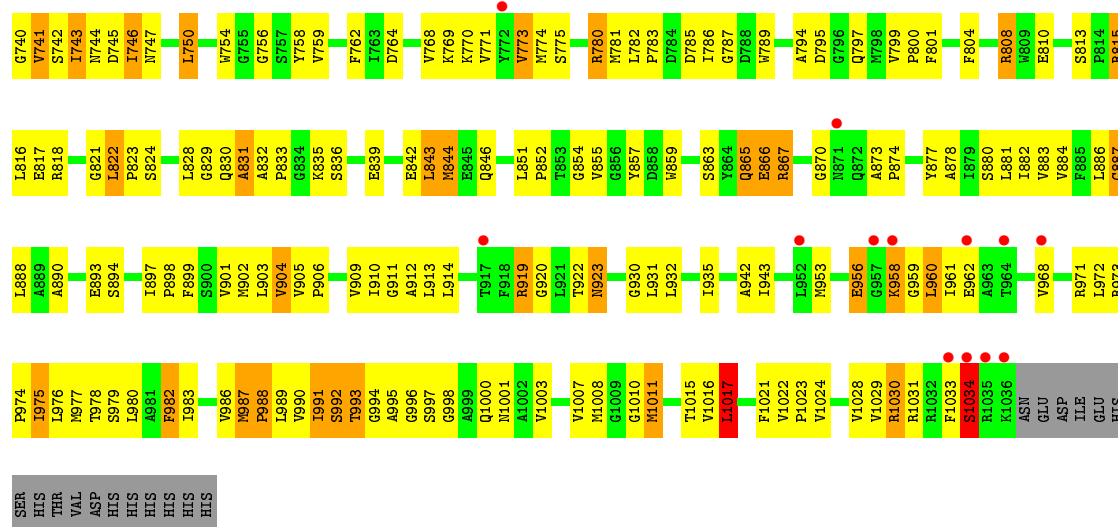 G740 V741 S742 I743 N744 D745 I746 N747 L750 W754 G755 G756 S757 Y758 V759 F762 I763 D764 V768 K769 K770 V771 Y772 V773 M774 S775 R780 M781 L782 P783 D784 D785 I786 G787 D788 W789 A794 D795 G796 Q797 M798 V799 P800 F801 F804 R808 W809 E810 S813 P814 R815
L816 E817 R818 G821 L822 P823 S824 L828 G829 Q830 A831 A832 P833 G834 K835 S836 E839 E842 L843 M844 E845 Q846 L851 P852 T853 G854 V855 G856 Y857 D858 W859 S863 Y864 Q865 E866 R867 G870 N871 Q872 A873 P874 Y877 A878 I879 S880 L881 I882 V883 V884 F885 L886 C887
L888 A889 A890 E893 S894 I897 P898 F899 S900 V901 M902 L903 V904 V905 P906 V909 I910 G911 A912 L913 L914 T917 F918 R919 G920 L921 T922 N923 G930 L931 L932 I935 A942 I943 L952 M953 E956 G957 K958 G959 L960 I961 E962 A963 T964 V968 R971 L972 R973
P974 I975 L976 M977 T978 S979 L980 A981 F982 I983 V986 M987 P988 L989 V990 I991 S992 T993 G994 A995 G996 S997 G998 A999 Q1000 N1001 A1002 V1003 V1007 M1008 G1009 G1010 M1011 T1015 V1016 L1017 F1021 V1022 P1023 V1024 V1028 V1029 R1030 R1031 R1032 F1033 S1034 R1035 K1036 ASN GLU ASP ILE GLU HIS
SER HIS THR VAL ASP HIS HIS HIS HIS HIS HIS